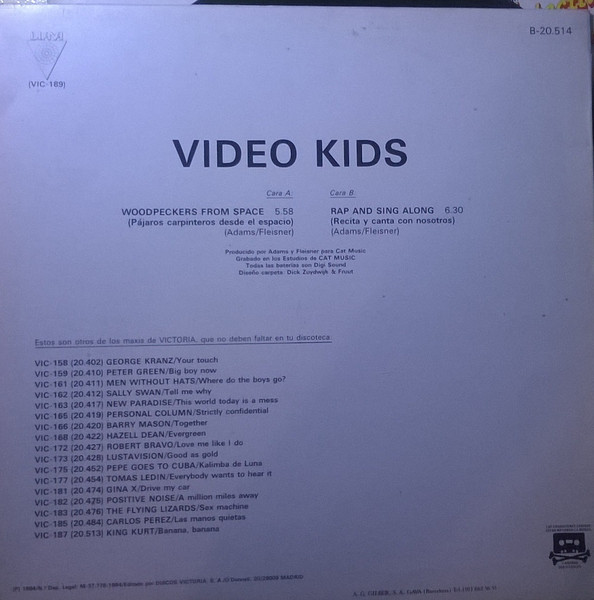 B-20.514
(VIC-189)
VIDEO KIDS
Cara A:
WOODPECKERS FROM SPACE 5.58
(Pájaros carpinteros desde el espacio)
(Adams/Fleisner)
Cara B:
RAP AND SING ALONG 6.30
(Recita y canta con nosotros)
(Adams/Fleisner)
Producido por Adams y Fleisner para Cat Music
Grabado en los Estudios de CAT MUSIC
Todas las baterías son Digi Sound
Diseño carpeta: Dick Zuydwijk & Fnout
Estos son otros de los maxis de VICTORIA, que no deben faltar en tu discoteca:
VIC-158 (20.402) GEORGE KRANZ/Your touch
VIC-159 (20.410) PETER GREEN/Big boy now
VIC-161 (20.411) MEN WITHOUT HATS/Where do the boys go?
VIC-162 (20.412) SALLY SWAN/Tell me why
VIC-163 (20.417) NEW PARADISE/This world today is a mess
VIC-165 (20.419) PERSONAL COLUMN/Strictly confidential
VIC-166 (20.420) BARRY MASON/Together
VIC-168 (20.422) HAZELL DEAN/Evergreen
VIC-172 (20.427) ROBERT BRAVO/Love me like I do
VIC-173 (20.428) LUSTAVISION/Good as gold
VIC-175 (20.452) PEPE GOES TO CUBA/Kalimba de Luna
VIC-177 (20.454) TOMAS LEDIN/Everybody wants to hear it
VIC-181 (20.474) GINA X/Drive my car
VIC-182 (20.475) POSITIVE NOISE/A million miles away
VIC-183 (20.476) THE FLYING LIZARDS/Sex machine
VIC-185 (20.484) CARLOS PEREZ/Las manos quietas
VIC-187 (20.513) KING KURT/Banana, banana